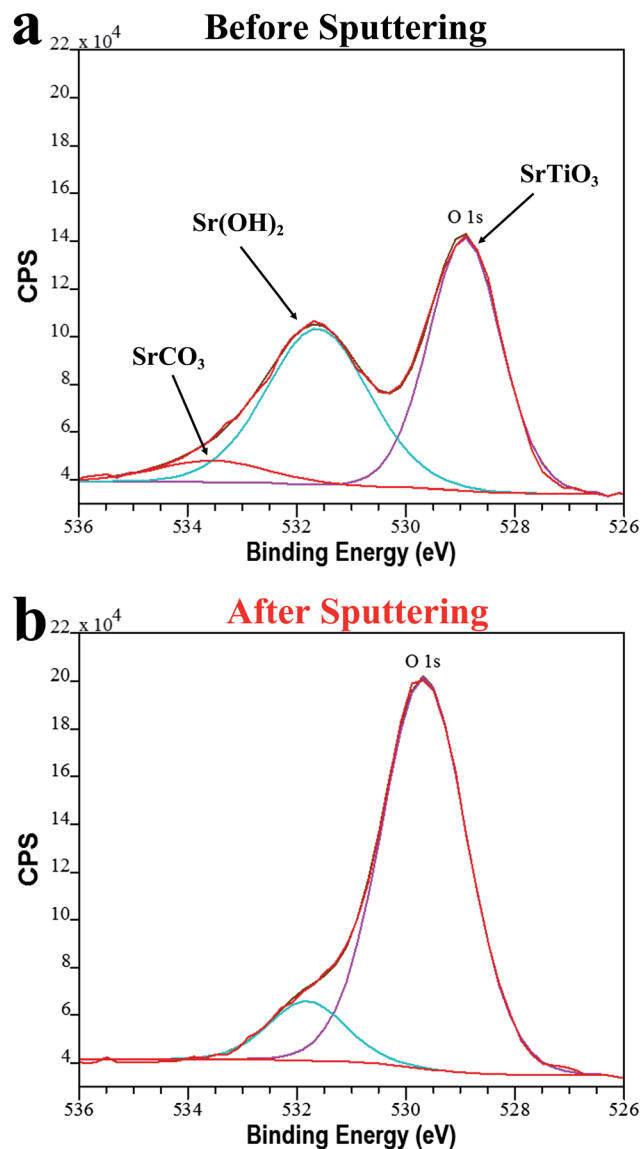 a
Before Sputtering
22 x 10⁴
20
18
16
14
12
10
8
6
4
CPS
SrTiO₃
O 1s
Sr(OH)₂
SrCO₃
536 534 532 530 528 526
Binding Energy (eV)
b
After Sputtering
22 x 10⁴
20
18
16
14
12
10
8
6
4
CPS
O 1s
536 534 532 530 528 526
Binding Energy (eV)